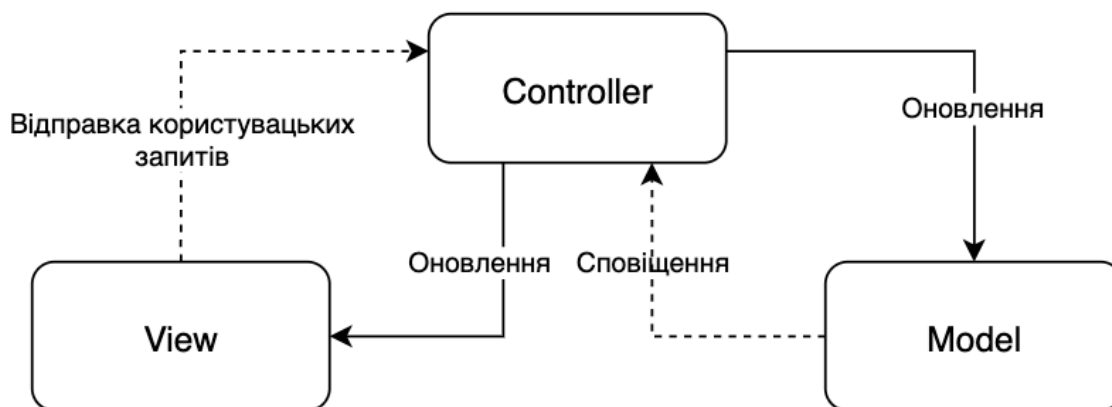 Controller
Відправка користувацьких
запитів
Оновлення
Оновлення
Сповіщення
View
Model